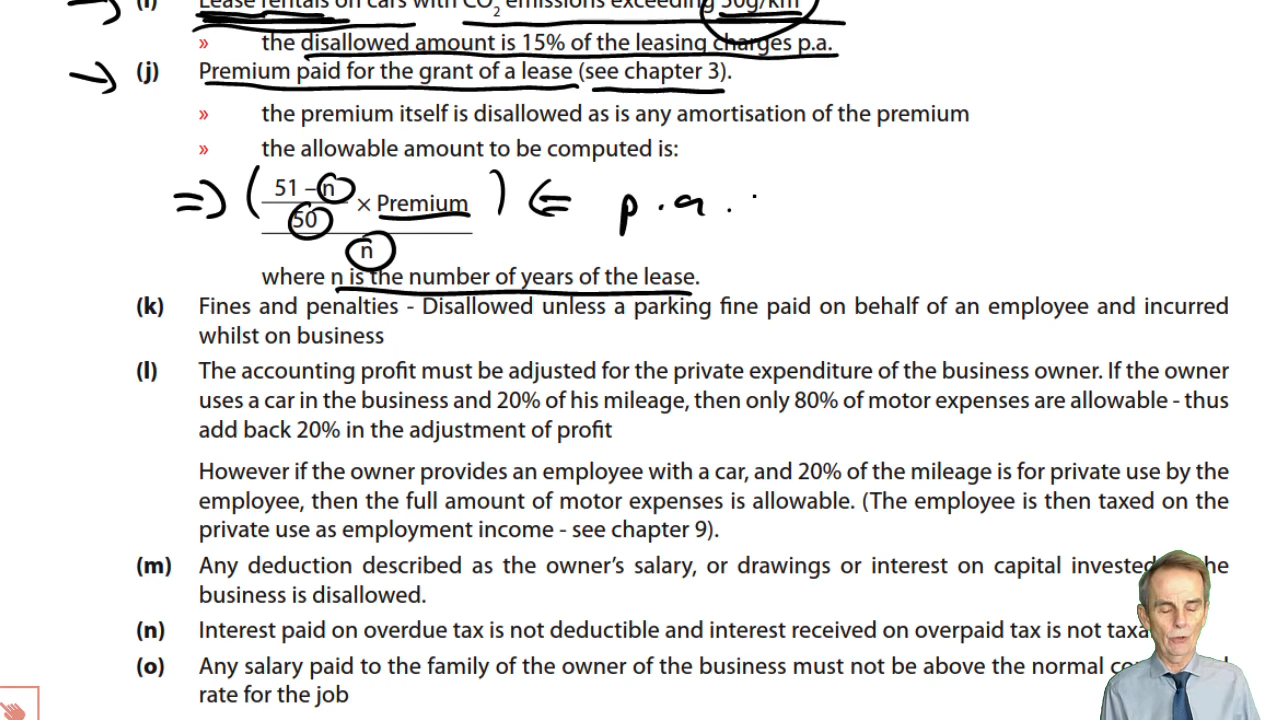 (i) Lease rentals on cars with CO2 emissions exceeding 50g/km
» the disallowed amount is 15% of the leasing charges p.a.
(j) Premium paid for the grant of a lease (see chapter 3).
» the premium itself is disallowed as is any amortisation of the premium
» the allowable amount to be computed is:
=> ( 51 – n
50 × Premium ) <= p.a.
n
where n is the number of years of the lease.
(k) Fines and penalties - Disallowed unless a parking fine paid on behalf of an employee and incurred
whilst on business
(l) The accounting profit must be adjusted for the private expenditure of the business owner. If the owner
uses a car in the business and 20% of his mileage, then only 80% of motor expenses are allowable - thus
add back 20% in the adjustment of profit
However if the owner provides an employee with a car, and 20% of the mileage is for private use by the
employee, then the full amount of motor expenses is allowable. (The employee is then taxed on the
private use as employment income - see chapter 9).
(m) Any deduction described as the owner's salary, or drawings or interest on capital invested he
business is disallowed.
(n) Interest paid on overdue tax is not deductible and interest received on overpaid tax is not taxa
(o) Any salary paid to the family of the owner of the business must not be above the normal
rate for the job